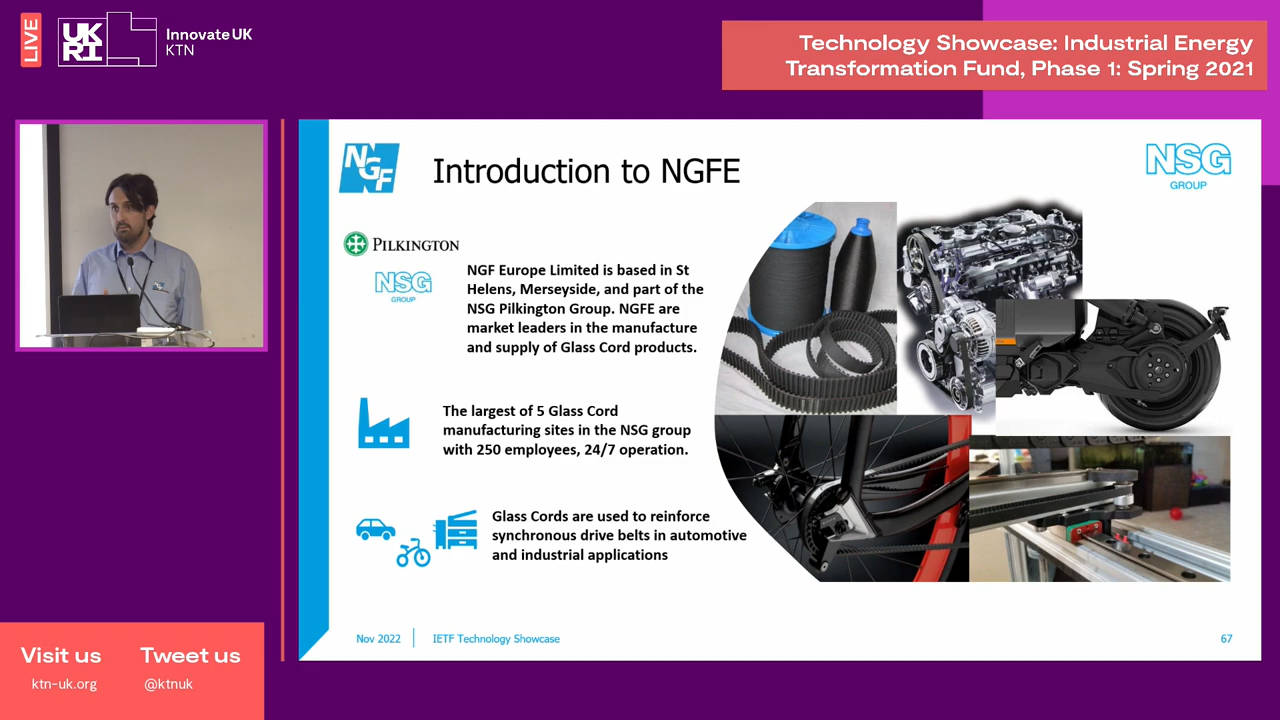 LIVE
UK
RI
Innovate UK
KTN
Technology Showcase: Industrial Energy
Transformation Fund, Phase 1: Spring 2021
NGF
Introduction to NGFE
NSG
GROUP
PILKINGTON
NSG
GROUP
NGF Europe Limited is based in St
Helens, Merseyside, and part of the
NSG Pilkington Group. NGFE are
market leaders in the manufacture
and supply of Glass Cord products.
The largest of 5 Glass Cord
manufacturing sites in the NSG group
with 250 employees, 24/7 operation.
Glass Cords are used to reinforce
synchronous drive belts in automotive
and industrial applications
Nov 2022
IETF Technology Showcase
67
Visit us
Tweet us
ktn-uk.org
@ktnuk